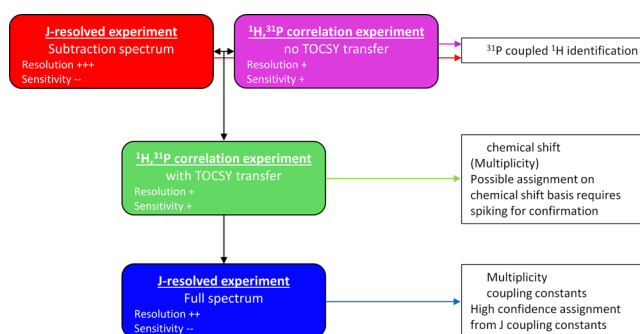 J-resolved experiment
Subtraction spectrum
Resolution +++
Sensitivity --
¹H,³¹P correlation experiment
no TOCSY transfer
Resolution +
Sensitivity +
³¹P coupled ¹H identification
¹H,³¹P correlation experiment
with TOCSY transfer
Resolution +
Sensitivity +
chemical shift
(Multiplicity)
Possible assignment on
chemical shift basis requires
spiking for confirmation
J-resolved experiment
Full spectrum
Resolution ++
Sensitivity --
Multiplicity
coupling constants
High confidence assignment
from J coupling constants